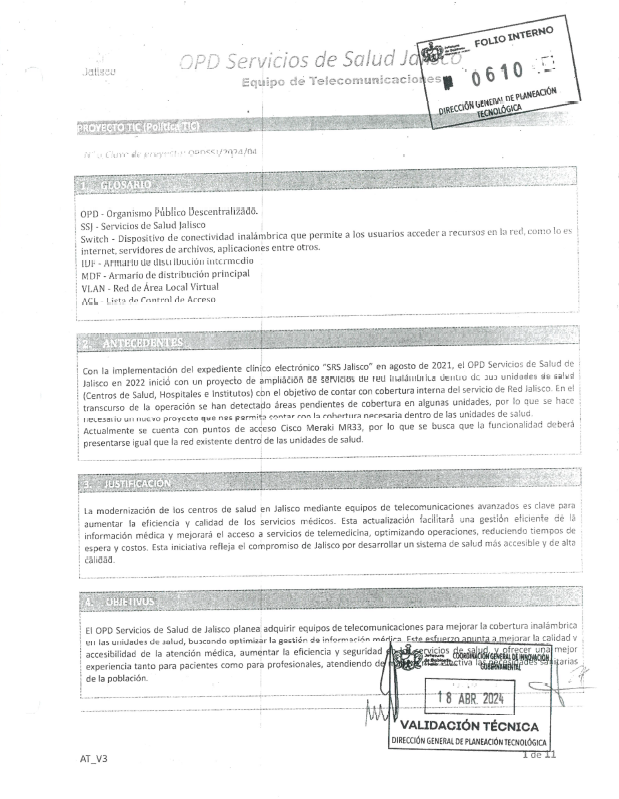 Jalisco
OPD Servicios de Salud Jalisco
Equipo de Telecomunicaciones
FOLIO INTERNO
0610
DIRECCIÓN GENERAL DE PLANEACIÓN
TECNOLÓGICA
PROYECTO TIC (Política TIC)
1. GLOSARIO
OPD - Organismo Público Descentralizado.
SSJ - Servicios de Salud Jalisco
Switch - Dispositivo de conectividad inalámbrica que permite a los usuarios acceder a recursos en la red, como lo es
internet, servidores de archivos, aplicaciones entre otros.
IDF - Armario de distribución intermedio
MDF - Armario de distribución principal
VLAN - Red de Área Local Virtual
ACL - Lista de Control de Acceso
2. ANTECEDENTES
Con la implementación del expediente clínico electrónico "SRS Jalisco" en agosto de 2021, el OPD Servicios de Salud de
Jalisco en 2022 inició con un proyecto de ampliación de servicios de red inalámbrica dentro de sus unidades de salud
(Centros de Salud, Hospitales e Institutos) con el objetivo de contar con cobertura interna del servicio de Red Jalisco. En el
transcurso de la operación se han detectado áreas pendientes de cobertura en algunas unidades, por lo que se hace
necesario un nuevo proyecto que nos permita contar con la cobertura necesaria dentro de las unidades de salud.
Actualmente se cuenta con puntos de acceso Cisco Meraki MR33, por lo que se busca que la funcionalidad deberá
presentarse igual que la red existente dentro de las unidades de salud.
3. JUSTIFICACIÓN
La modernización de los centros de salud en Jalisco mediante equipos de telecomunicaciones avanzados es clave para
aumentar la eficiencia y calidad de los servicios médicos. Esta actualización facilitará una gestión eficiente de la
información médica y mejorará el acceso a servicios de telemedicina, optimizando operaciones, reduciendo tiempos de
espera y costos. Esta iniciativa refleja el compromiso de Jalisco por desarrollar un sistema de salud más accesible y de alta
calidad.
4. OBJETIVOS
El OPD Servicios de Salud de Jalisco planea adquirir equipos de telecomunicaciones para mejorar la cobertura inalámbrica
en las unidades de salud, buscando optimizar la gestión de información médica. Este esfuerzo apunta a mejorar la calidad y
accesibilidad de la atención médica, aumentar la eficiencia y seguridad servicios de salud, y ofrecer una mejor
experiencia tanto para pacientes como para profesionales, atendiendo de las necesidades sanitarias
de la población.
COORDINACIÓN GENERAL DE INNOVACIÓN
GUBERNAMENTAL
18 ABR. 2024
VALIDACIÓN TÉCNICA
DIRECCIÓN GENERAL DE PLANEACIÓN TECNOLÓGICA
AT_V3
1 de 11